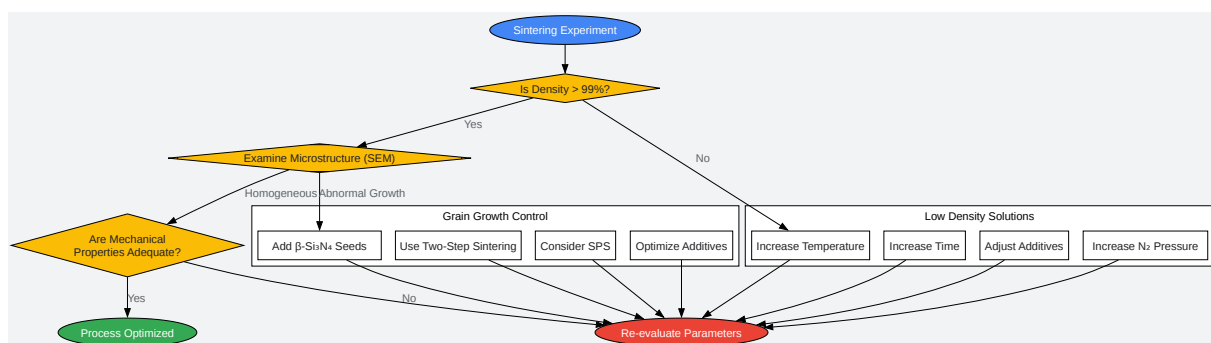 Sintering Experiment
Is Density > 99%?
Yes
No
Examine Microstructure (SEM)
Homogeneous
Abnormal Growth
Grain Growth Control
Low Density Solutions
Are Mechanical
Properties Adequate?
Add β-Si₃N₄ Seeds
Use Two-Step Sintering
Consider SPS
Optimize Additives
Increase Temperature
Increase Time
Adjust Additives
Increase N₂ Pressure
Yes
No
Process Optimized
Re-evaluate Parameters